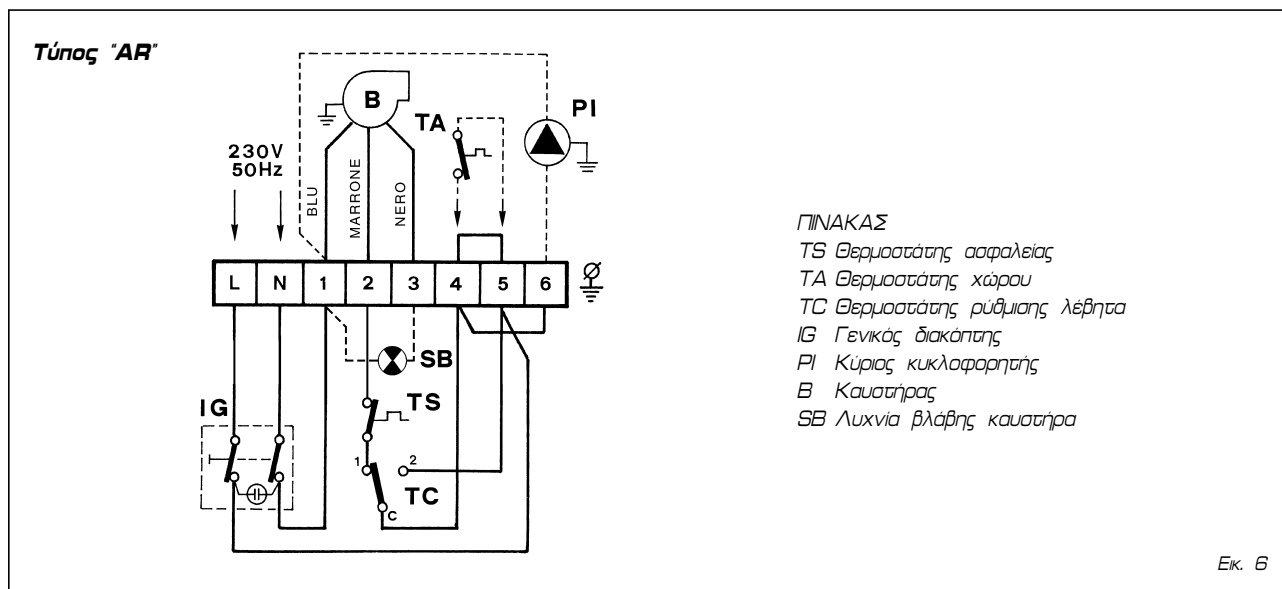 Τύπος "AR"
B
PI
TA
230V
50Hz
BLU
MARRONE
NERO
L N 1 2 3 4 5 6
SB
IG
TS
1 2
TC
C
ΠΙΝΑΚΑΣ
TS Θερμοστάτης ασφαλείας
TA Θερμοστάτης χώρου
TC Θερμοστάτης ρύθμισης λέβητα
IG Γενικός διακόπτης
PI Κύριος κυκλοφορητής
B Καυστήρας
SB Λυχνία βλάβης καυστήρα
Εικ. 6